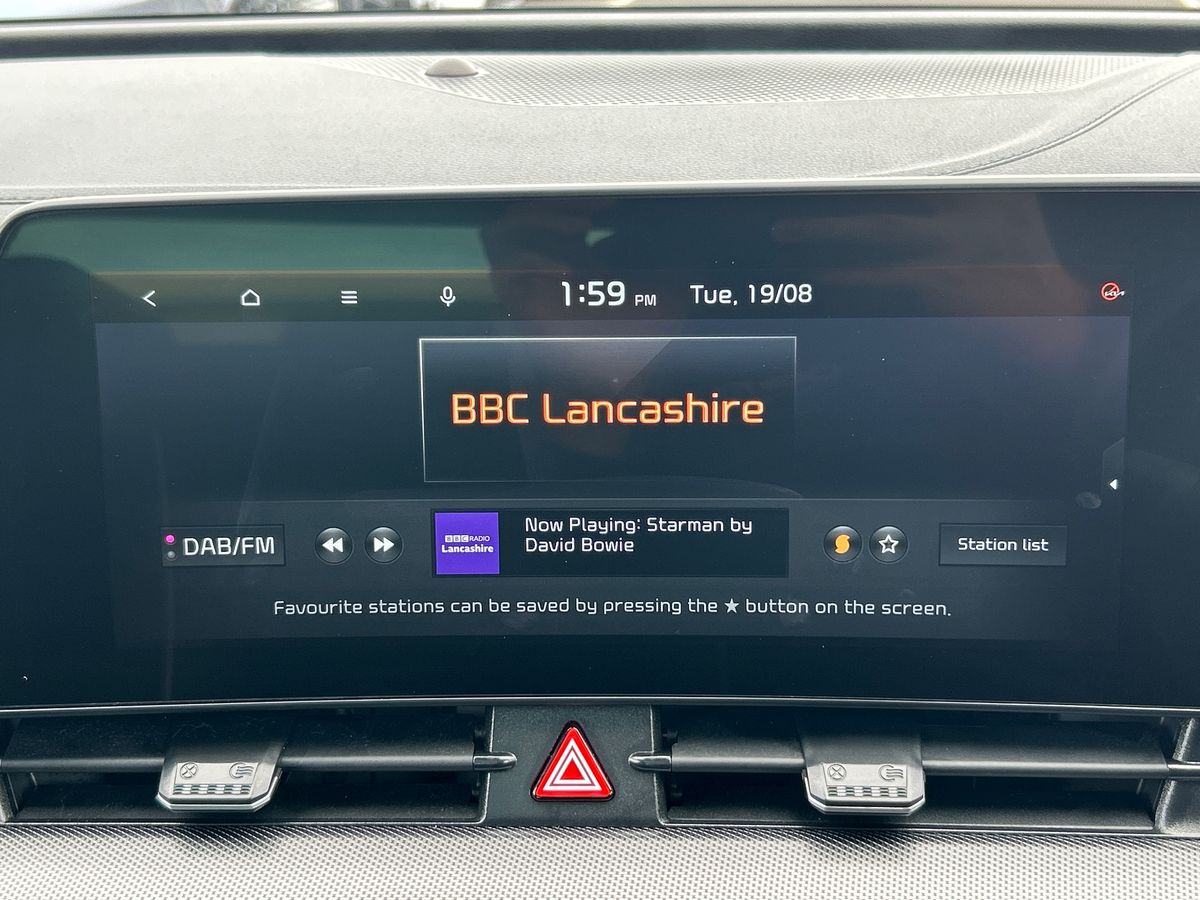 1:59 PM Tue, 19/08
BBC Lancashire
DAB/FM
BBC RADIO
Lancashire
Now Playing: Starman by
David Bowie
Station list
Favourite stations can be saved by pressing the ★ button on the screen.